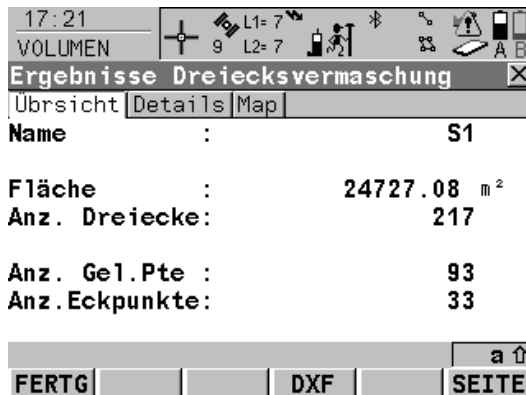 17:21 L1= 7
VOLUMEN 9 L2= 7 A B
Ergebnisse Dreiecksvermaschung X
Übrsicht Details Map
Name : S1
Fläche : 24727.08 m²
Anz. Dreiecke: 217
Anz. Gel.Pte : 93
Anz.Eckpunkte: 33
a
FERTG DXF SEITE